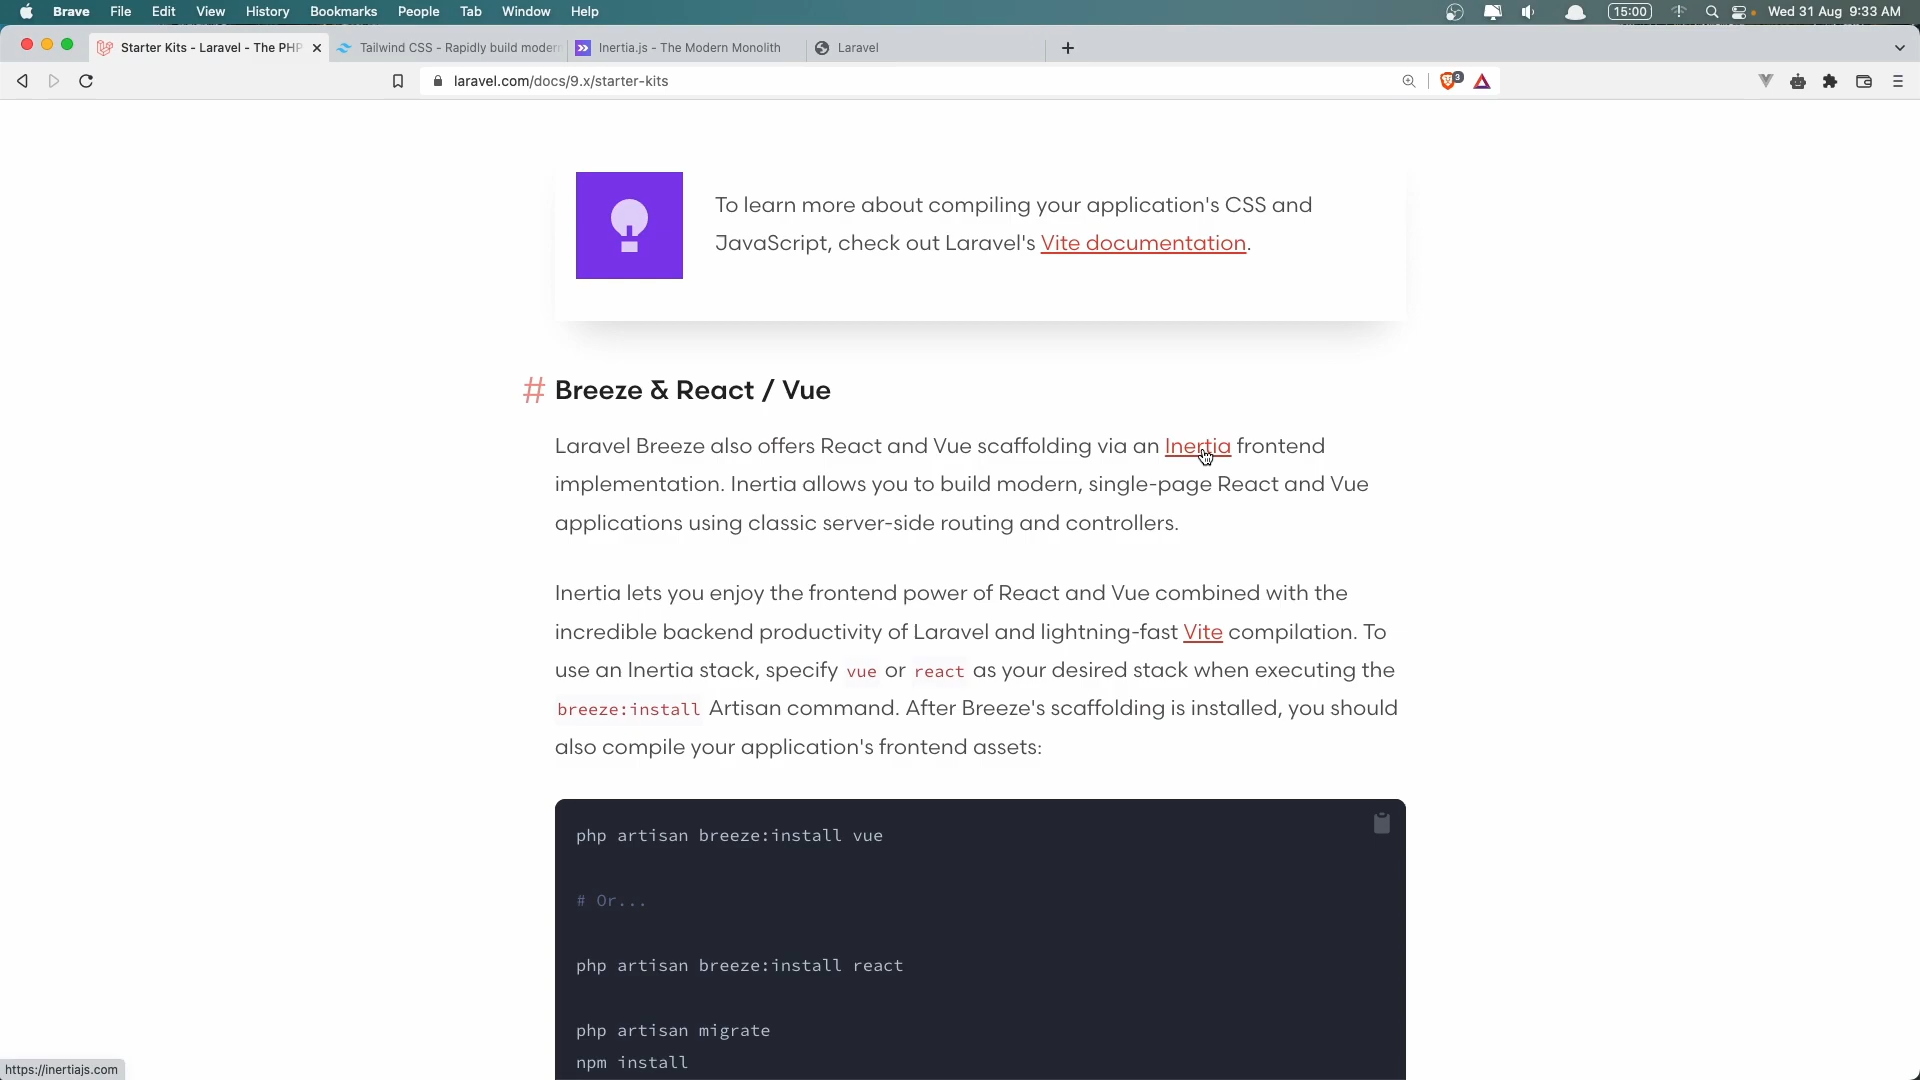 Brave File Edit View History Bookmarks People Tab Window Help 15:00 Wed 31 Aug 9:33 AM
Starter Kits - Laravel - The PHP Tailwind CSS - Rapidly build modern Inertia.js - The Modern Monolith Laravel
laravel.com/docs/9.x/starter-kits 3
To learn more about compiling your application's CSS and
JavaScript, check out Laravel's Vite documentation.
# Breeze & React / Vue
Laravel Breeze also offers React and Vue scaffolding via an Inertia frontend
implementation. Inertia allows you to build modern, single-page React and Vue
applications using classic server-side routing and controllers.
Inertia lets you enjoy the frontend power of React and Vue combined with the
incredible backend productivity of Laravel and lightning-fast Vite compilation. To
use an Inertia stack, specify vue or react as your desired stack when executing the
breeze:install Artisan command. After Breeze's scaffolding is installed, you should
also compile your application's frontend assets:
php artisan breeze:install vue
# Or...
php artisan breeze:install react
php artisan migrate
npm install
https://inertiajs.com